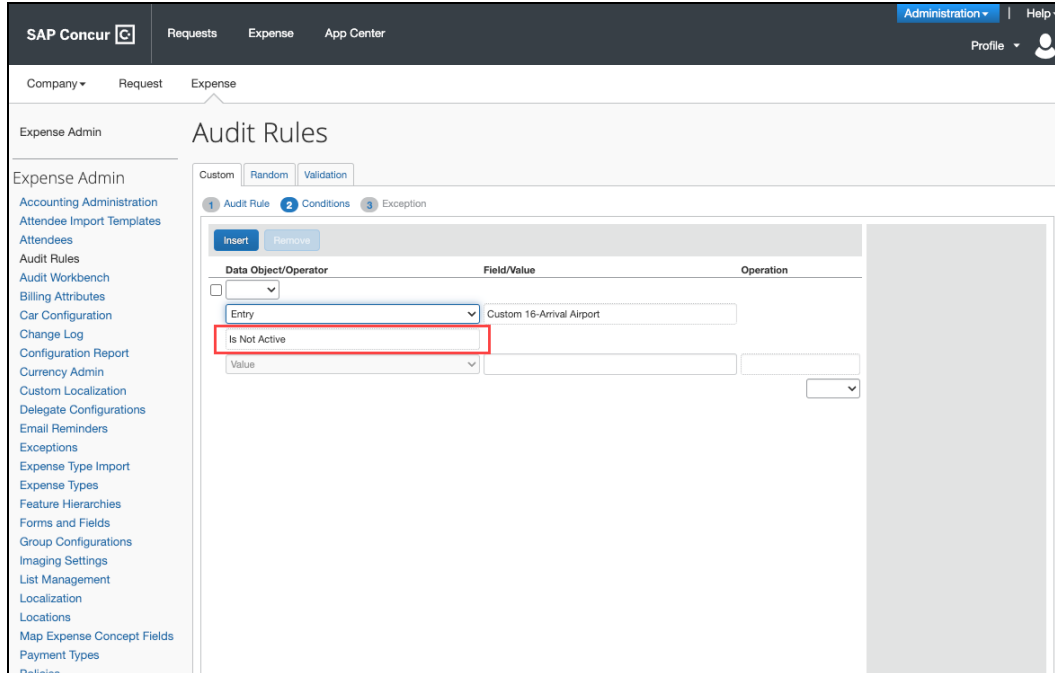 Administration | Help
SAP Concur C Requests Expense App Center
Profile
Company Request Expense
Expense Admin
Audit Rules
Expense Admin
Custom Random Validation
1 Audit Rule 2 Conditions 3 Exception
Accounting Administration
Attendee Import Templates
Attendees
Audit Rules
Audit Workbench
Billing Attributes
Car Configuration
Change Log
Configuration Report
Currency Admin
Custom Localization
Delegate Configurations
Email Reminders
Exceptions
Expense Type Import
Expense Types
Feature Hierarchies
Forms and Fields
Group Configurations
Imaging Settings
List Management
Localization
Locations
Map Expense Concept Fields
Payment Types
Policies
Insert Remove
Data Object/Operator Field/Value Operation
Entry Custom 16-Arrival Airport
Is Not Active
Value